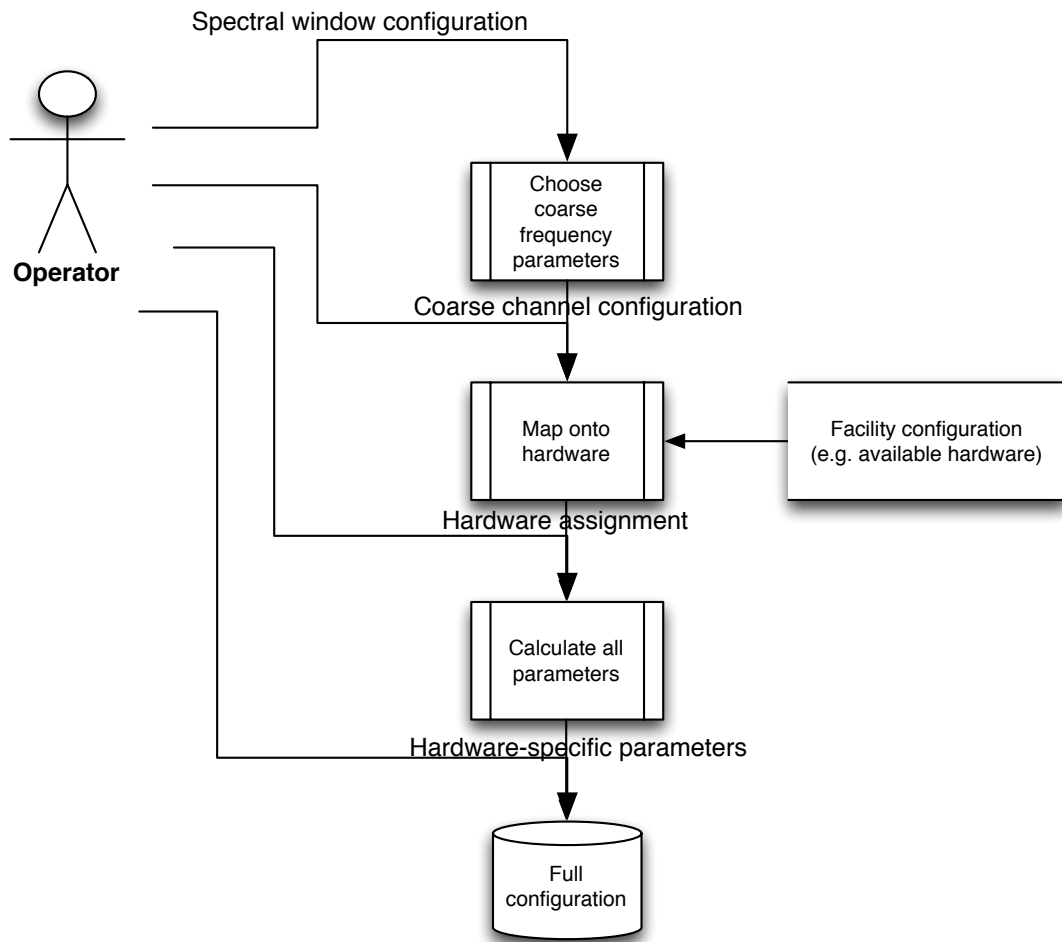 Spectral window configuration
Choose
coarse
frequency
parameters
Operator
Coarse channel configuration
Map onto
hardware
Facility configuration
(e.g. available hardware)
Hardware assignment
Calculate all
parameters
Hardware-specific parameters
Full
configuration